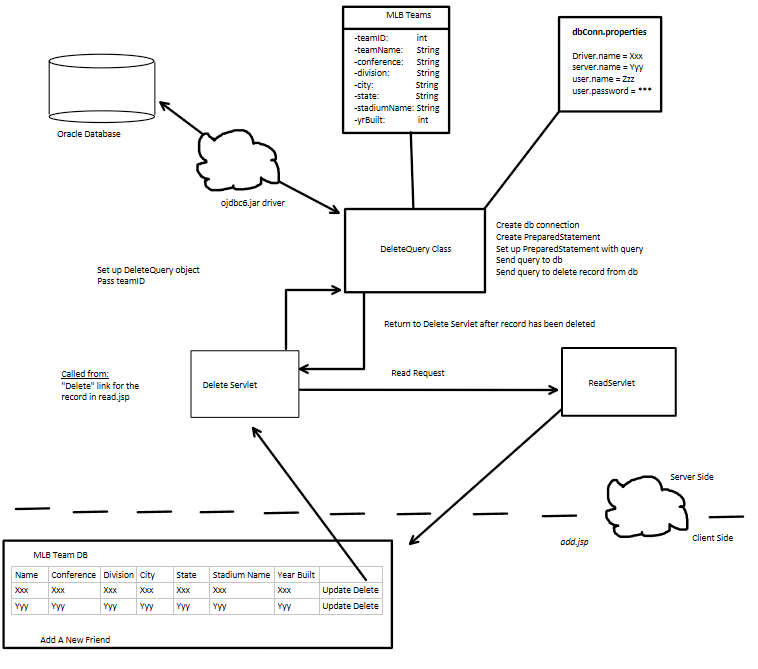 MLB Teams
-teamID: int
-teamName: String
-conference: String
-division: String
-city: String
-state: String
-stadiumName: String
-yrBuilt: int
dbConn.properties
Driver.name = Xxx
server.name = Yyy
user.name = Zzz
user.password = ***
Oracle Database
ojdbc6.jar driver
DeleteQuery Class
Create db connection
Create PreparedStatement
Set up PreparedStatement with query
Send query to db
Send query to delete record from db
Set up DeleteQuery object
Pass teamID
Return to Delete Servlet after record has been deleted
Called from:
"Delete" link for the
record in read.jsp
Delete Servlet
Read Request
ReadServlet
Server Side
Client Side
add.jsp
MLB Team DB
Name Conference Division City State Stadium Name Year Built
Xxx Xxx Xxx Xxx Xxx Xxx Xxx Update Delete
Yyy Yyy Yyy Yyy Yyy Yyy Yyy Update Delete
Add A New Friend